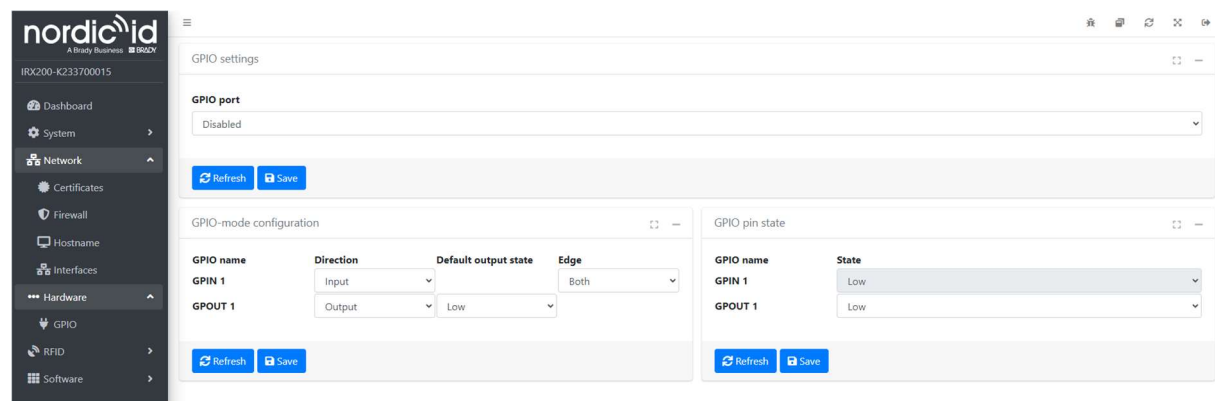 nordic id
A Brady Business BRADY
IRX200-K233700015
Dashboard
System
Network
Certificates
Firewall
Hostname
Interfaces
Hardware
GPIO
RFID
Software
GPIO settings
GPIO port
Disabled
Refresh Save
GPIO-mode configuration
GPIO name Direction Default output state Edge
GPIN 1 Input Both
GPOUT 1 Output Low
Refresh Save
GPIO pin state
GPIO name State
GPIN 1 Low
GPOUT 1 Low
Refresh Save